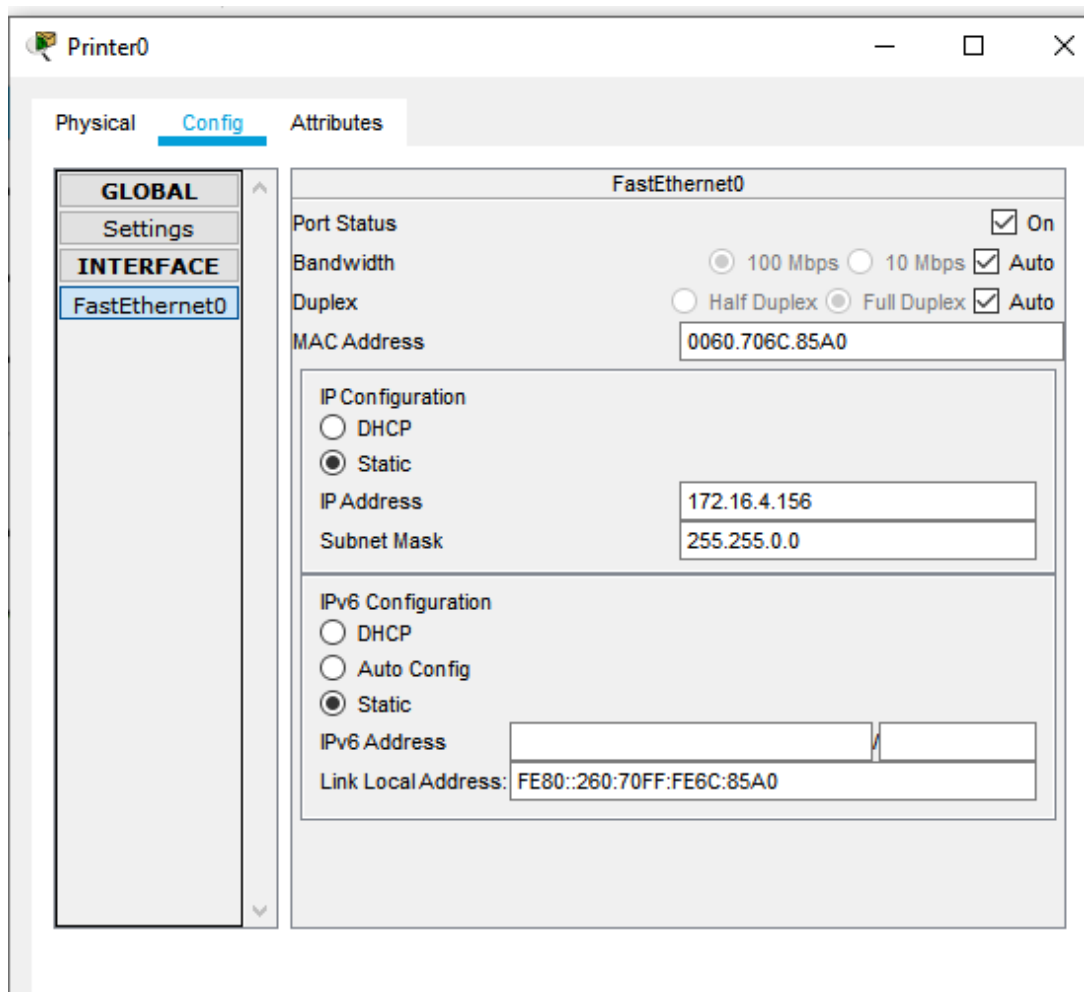 Printer0
Physical Config Attributes
GLOBAL
Settings
INTERFACE
FastEthernet0
FastEthernet0
Port Status On
Bandwidth 100 Mbps 10 Mbps Auto
Duplex Half Duplex Full Duplex Auto
MAC Address 0060.706C.85A0
IP Configuration
DHCP
Static
IP Address 172.16.4.156
Subnet Mask 255.255.0.0
IPv6 Configuration
DHCP
Auto Config
Static
IPv6 Address /
Link Local Address: FE80::260:70FF:FE6C:85A0